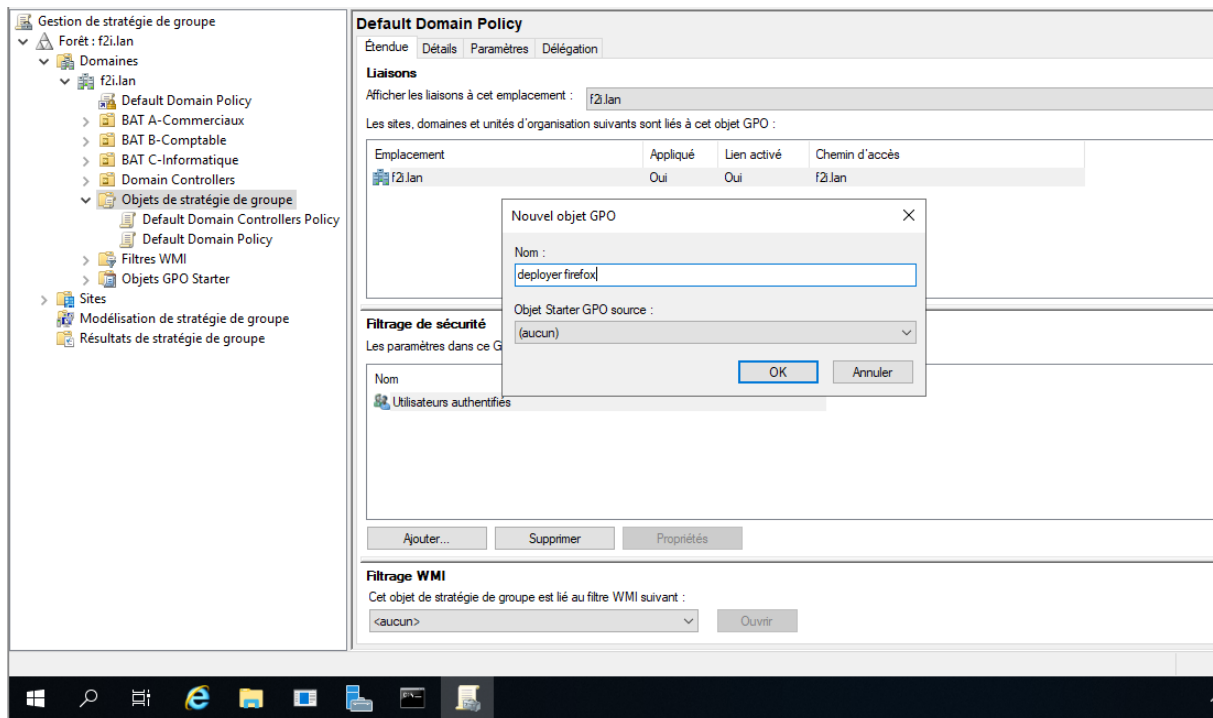 Gestion de stratégie de groupe
Forêt : f2i.lan
Domaines
f2i.lan
Default Domain Policy
BAT A-Commerciaux
BAT B-Comptable
BAT C-Informatique
Domain Controllers
Objets de stratégie de groupe
Default Domain Controllers Policy
Default Domain Policy
Filtres WMI
Objets GPO Starter
Sites
Modélisation de stratégie de groupe
Résultats de stratégie de groupe
Default Domain Policy
Étendue Détails Paramètres Délégation
Liaisons
Afficher les liaisons à cet emplacement : f2i.lan
Les sites, domaines et unités d'organisation suivants sont liés à cet objet GPO :
Emplacement Appliqué Lien activé Chemin d'accès
f2i.lan Oui Oui f2i.lan
Nouvel objet GPO
Nom :
deployer firefox
Objet Starter GPO source :
(aucun)
OK Annuler
Filtrage de sécurité
Les paramètres dans ce G
Nom
Utilisateurs authentifiés
Ajouter... Supprimer Propriétés
Filtrage WMI
Cet objet de stratégie de groupe est lié au filtre WMI suivant :
<aucun> Ouvrir